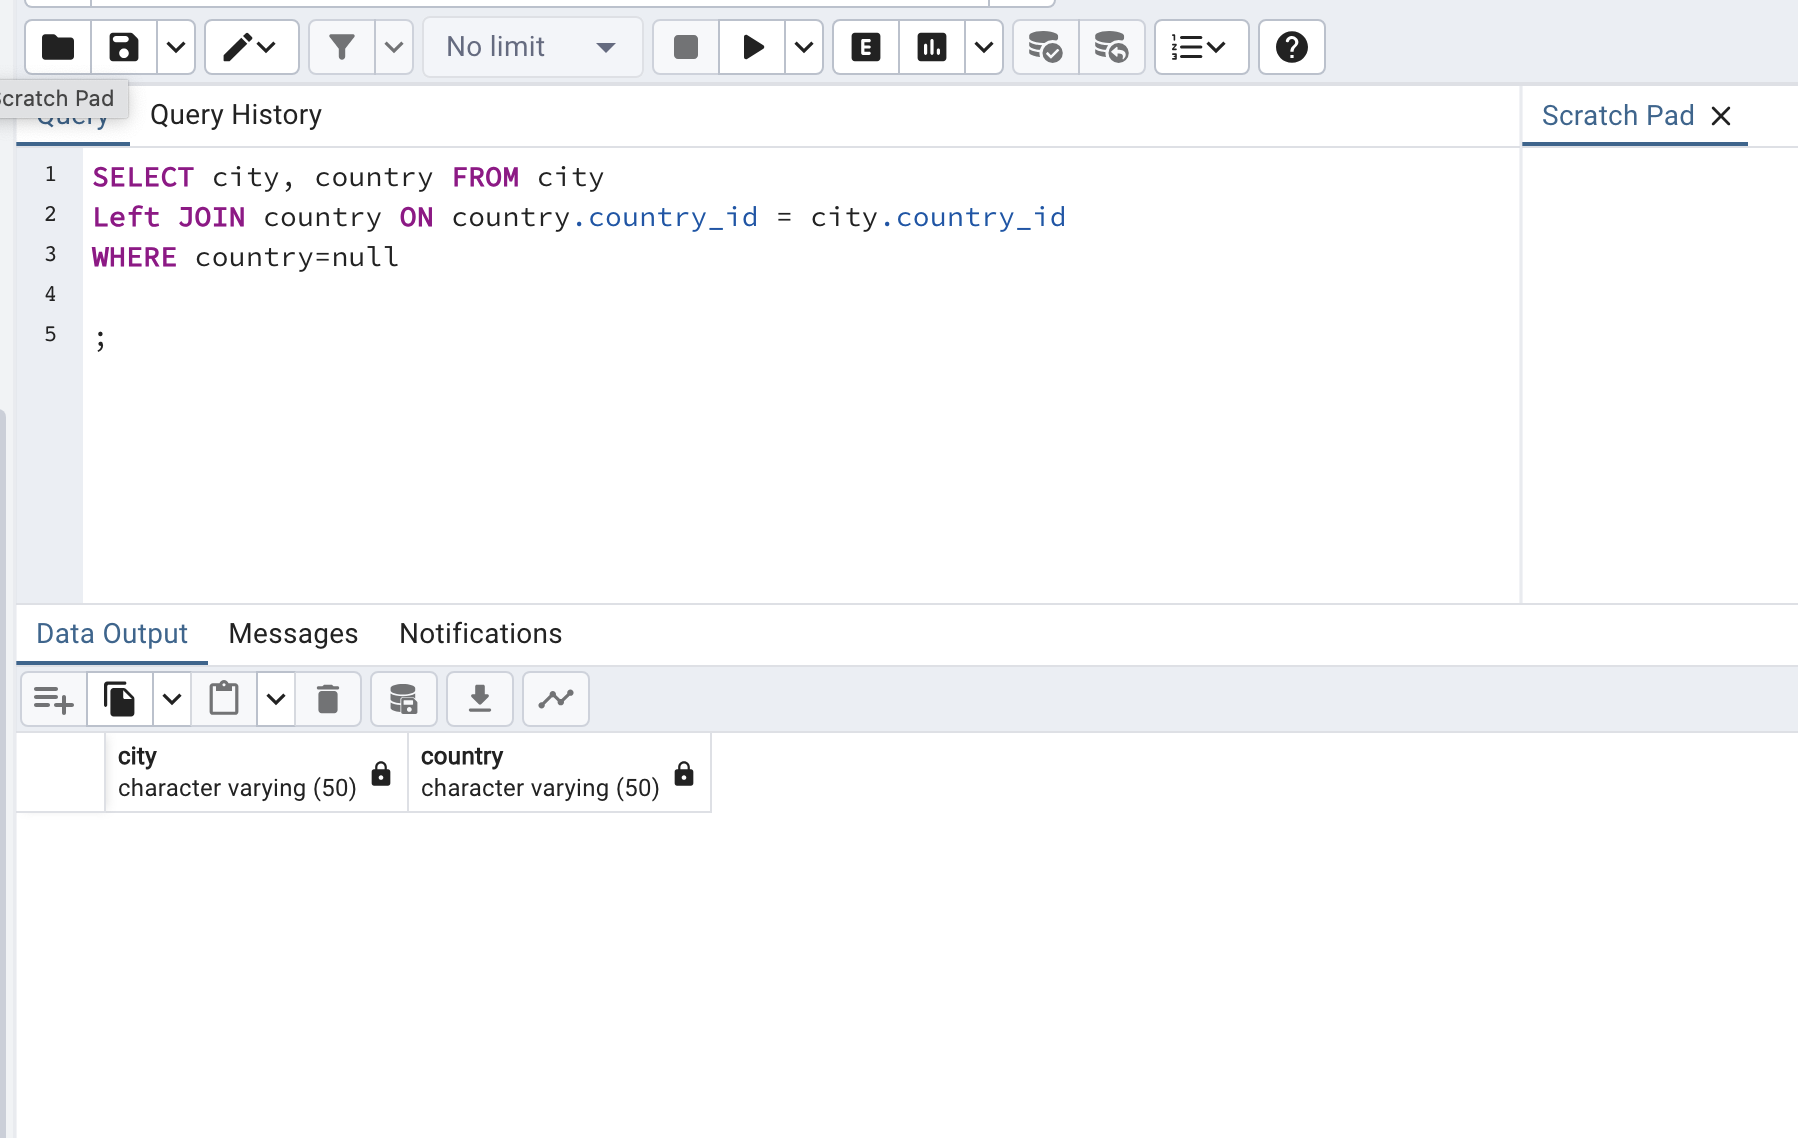 No limit
E
cratch Pad
Query
Query History
Scratch Pad
1 SELECT city, country FROM city
2 Left JOIN country ON country.country_id = city.country_id
3 WHERE country=null
4
5 ;
Data Output Messages Notifications
city country
character varying (50) character varying (50)